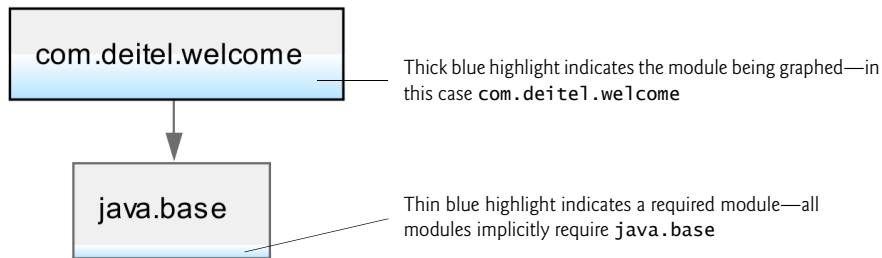 com.deitel.welcome
Thick blue highlight indicates the module being graphed—in
this case com.deitel.welcome
java.base
Thin blue highlight indicates a required module—all
modules implicitly require java.base